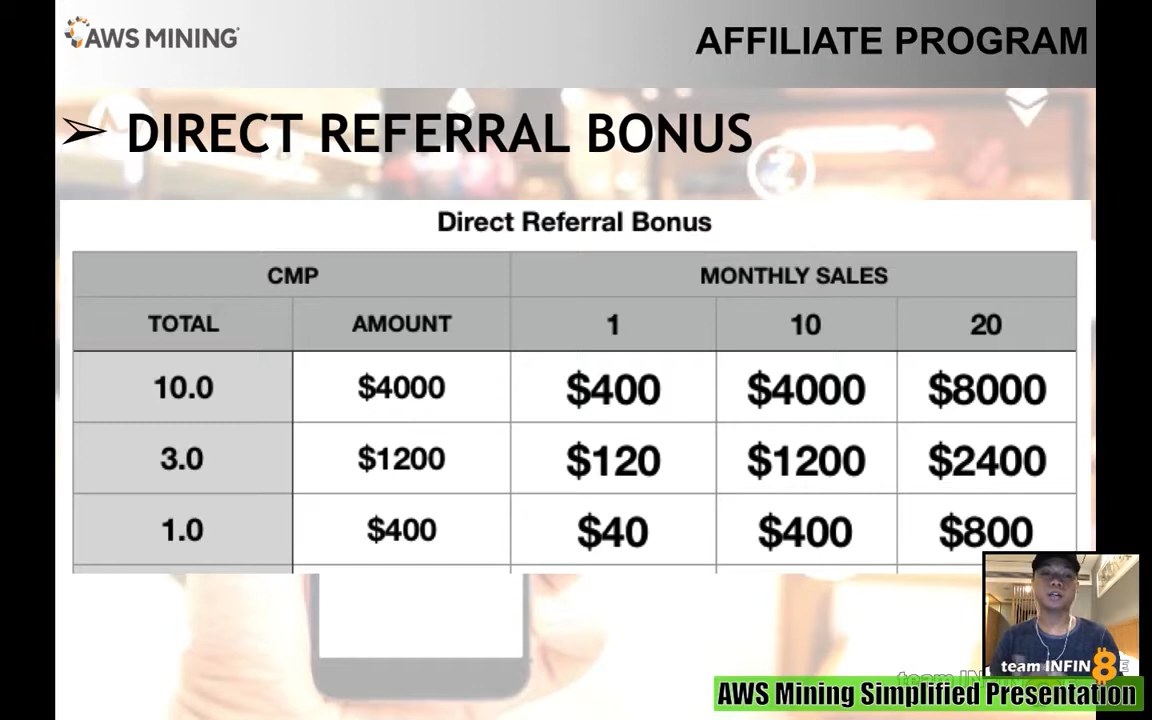 AWS MINING
AFFILIATE PROGRAM
➢ DIRECT REFERRAL BONUS
Direct Referral Bonus
CMP MONTHLY SALES
TOTAL AMOUNT 1 10 20
10.0 $4000 $400 $4000 $8000
3.0 $1200 $120 $1200 $2400
1.0 $400 $40 $400 $800
team INFIN8E
AWS Mining Simplified Presentation